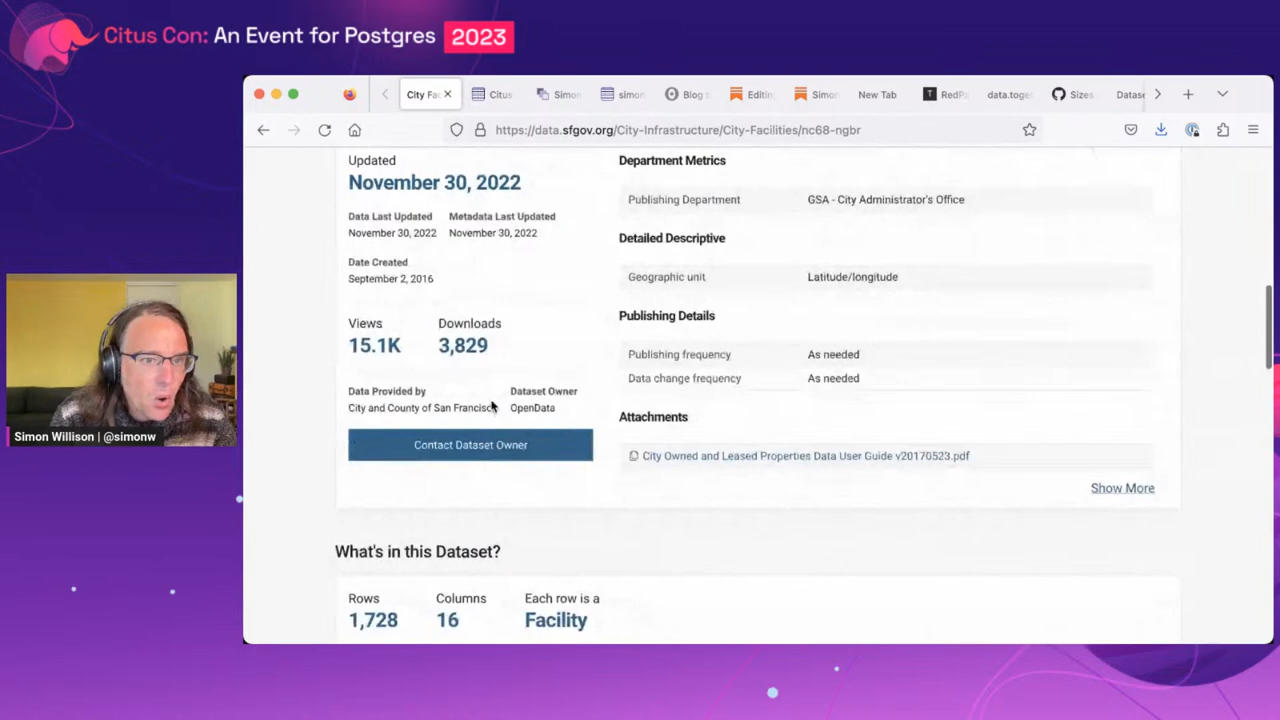 Citus Con: An Event for Postgres 2023
City Fac
Citus
Simo
simon
Blog
Editin
Simo
New Tab
RedPa
data.toge
Sizes
Datase
https://data.sfgov.org/City-Infrastructure/City-Facilities/nc68-ngbr
Updated
November 30, 2022
Data Last Updated
Metadata Last Updated
November 30, 2022
November 30, 2022
Date Created
September 2, 2016
Views
Downloads
15.1K
3,829
Data Provided by
Dataset Owner
City and County of San Francisco
OpenData
Contact Dataset Owner
Department Metrics
Publishing Department
GSA - City Administrator's Office
Detailed Descriptive
Geographic unit
Latitude/longitude
Publishing Details
Publishing frequency
As needed
Data change frequency
As needed
Attachments
City Owned and Leased Properties Data User Guide v20170523.pdf
Show More
What's in this Dataset?
Rows
Columns
Each row is a
1,728
16
Facility
Simon Willison | @simonw